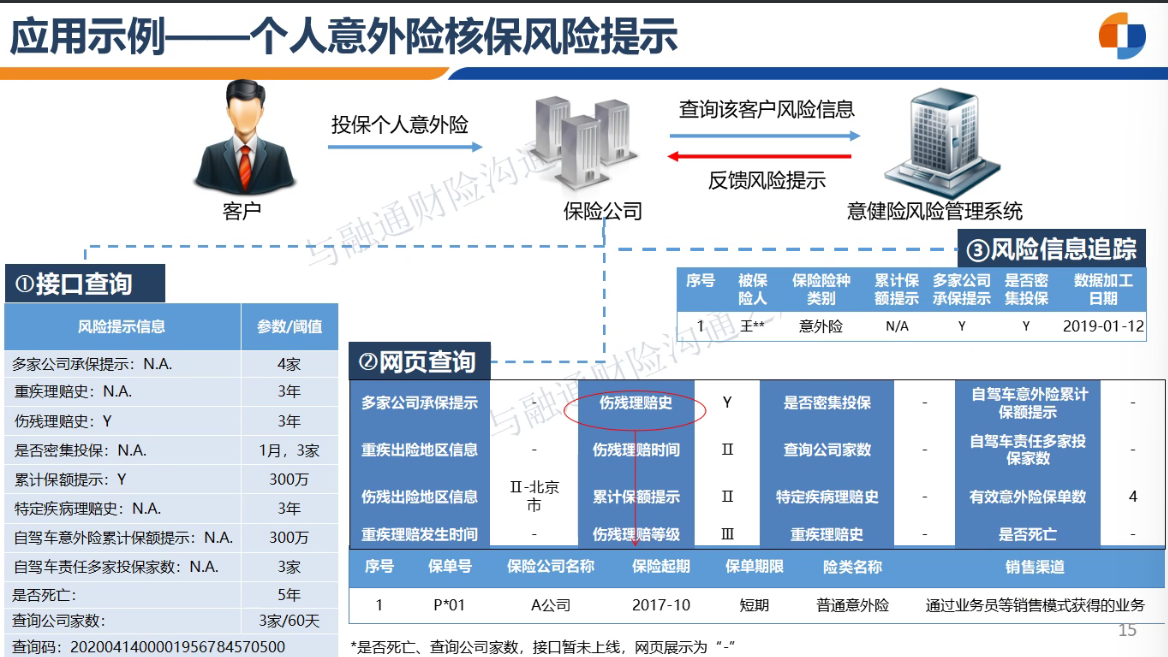 应用示例——个人意外险核保风险提示
投保个人意外险
查询该客户风险信息
反馈风险提示
客户
保险公司
意健险风险管理系统
与融通财险沟通
③风险信息追踪
序号 被保险人 保险险种类别 累计保额提示 多家公司承保提示 是否密集投保 数据加工日期
1 王** 意外险 N/A Y Y 2019-01-12
①接口查询
风险提示信息 参数/阈值
多家公司承保提示：N.A. 4家
重疾理赔史：N.A. 3年
伤残理赔史：Y 3年
是否密集投保：N.A. 1月，3家
累计保额提示：Y 300万
特定疾病理赔史：N.A. 3年
自驾车意外险累计保额提示：N.A. 300万
自驾车责任多家投保家数：N.A. 3家
是否死亡： 5年
查询公司家数： 3家/60天
查询码：2020041400001956784570500
②网页查询
与融通财险沟通之
多家公司承保提示 - 伤残理赔史 Y 是否密集投保 - 自驾车意外险累计保额提示 -
重疾出险地区信息 - 伤残理赔时间 Ⅱ 查询公司家数 - 自驾车责任多家投保家数 -
伤残出险地区信息 Ⅱ-北京市 累计保额提示 Ⅱ 特定疾病理赔史 - 有效意外险保单数 4
重疾理赔发生时间 - 伤残理赔等级 Ⅲ 重疾理赔史 - 是否死亡 -
序号 保单号 保险公司名称 保险起期 保单期限 险类名称 销售渠道
1 P*01 A公司 2017-10 短期 普通意外险 通过业务员等销售模式获得的业务
*是否死亡、查询公司家数，接口暂未上线，网页展示为“-”
15